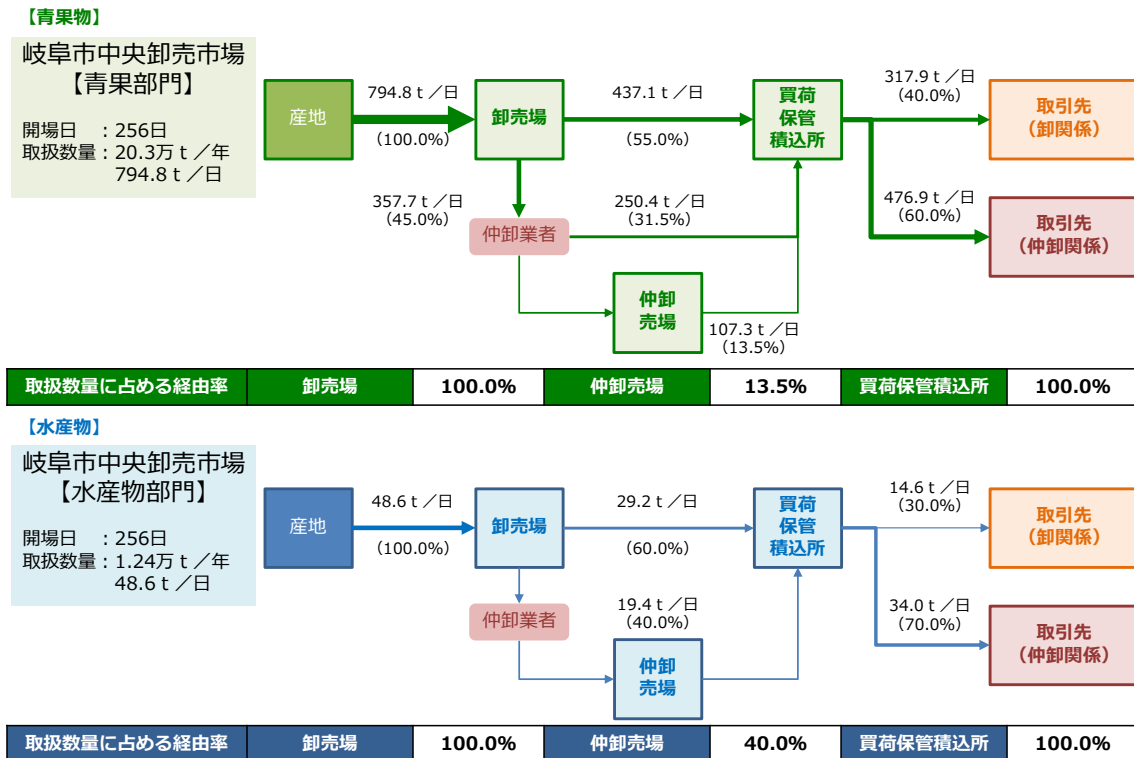 【青果物】
岐阜市中央卸売市場
【青果部門】
開場日　：256日
取扱数量：20.3万ｔ／年
794.8ｔ／日
産地
794.8ｔ／日
(100.0%)
卸売場
437.1ｔ／日
(55.0%)
買荷
保管
積込所
317.9ｔ／日
(40.0%)
取引先
（卸関係）
357.7ｔ／日
(45.0%)
仲卸業者
250.4ｔ／日
(31.5%)
476.9ｔ／日
(60.0%)
取引先
（仲卸関係）
仲卸
売場
107.3ｔ／日
(13.5%)
取扱数量に占める経由率　卸売場　100.0%　仲卸売場　13.5%　買荷保管積込所　100.0%
【水産物】
岐阜市中央卸売市場
【水産物部門】
開場日　：256日
取扱数量：1.24万ｔ／年
48.6ｔ／日
産地
48.6ｔ／日
(100.0%)
卸売場
29.2ｔ／日
(60.0%)
買荷
保管
積込所
14.6ｔ／日
(30.0%)
取引先
（卸関係）
仲卸業者
19.4ｔ／日
(40.0%)
34.0ｔ／日
(70.0%)
取引先
（仲卸関係）
仲卸
売場
取扱数量に占める経由率　卸売場　100.0%　仲卸売場　40.0%　買荷保管積込所　100.0%